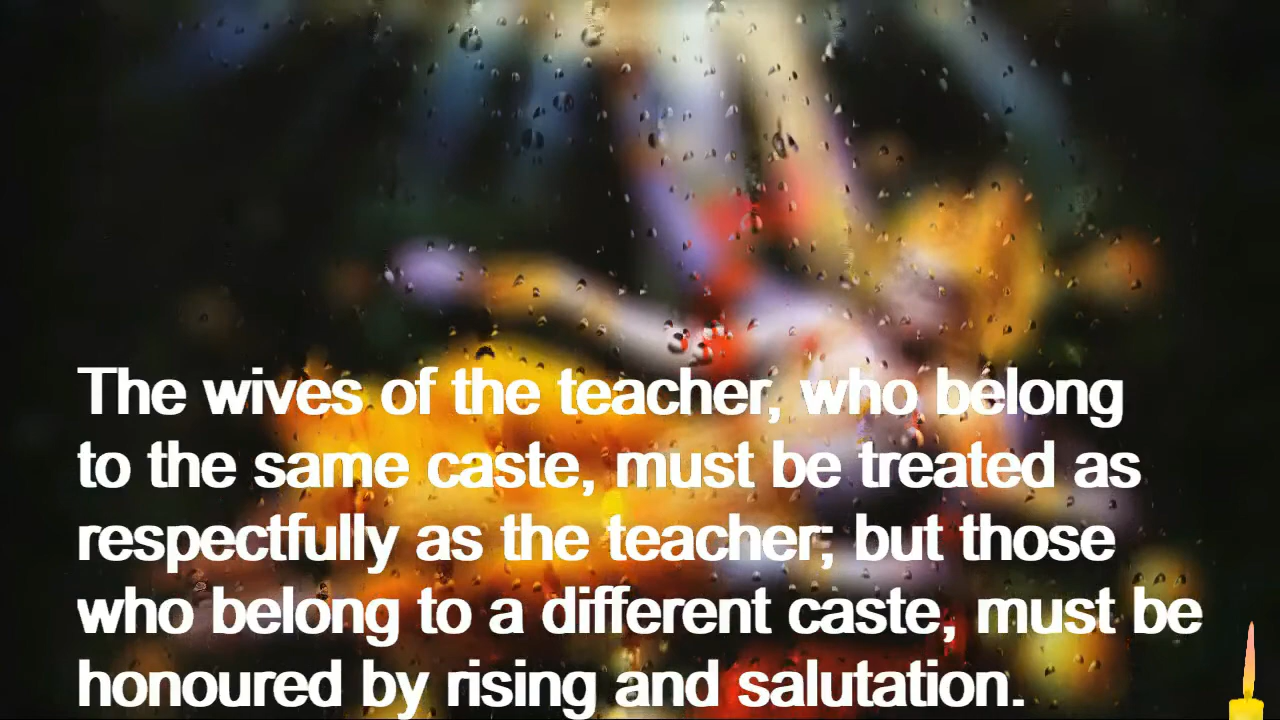 The wives of the teacher, who belong
to the same caste, must be treated as
respectfully as the teacher; but those
who belong to a different caste, must be
honoured by rising and salutation.